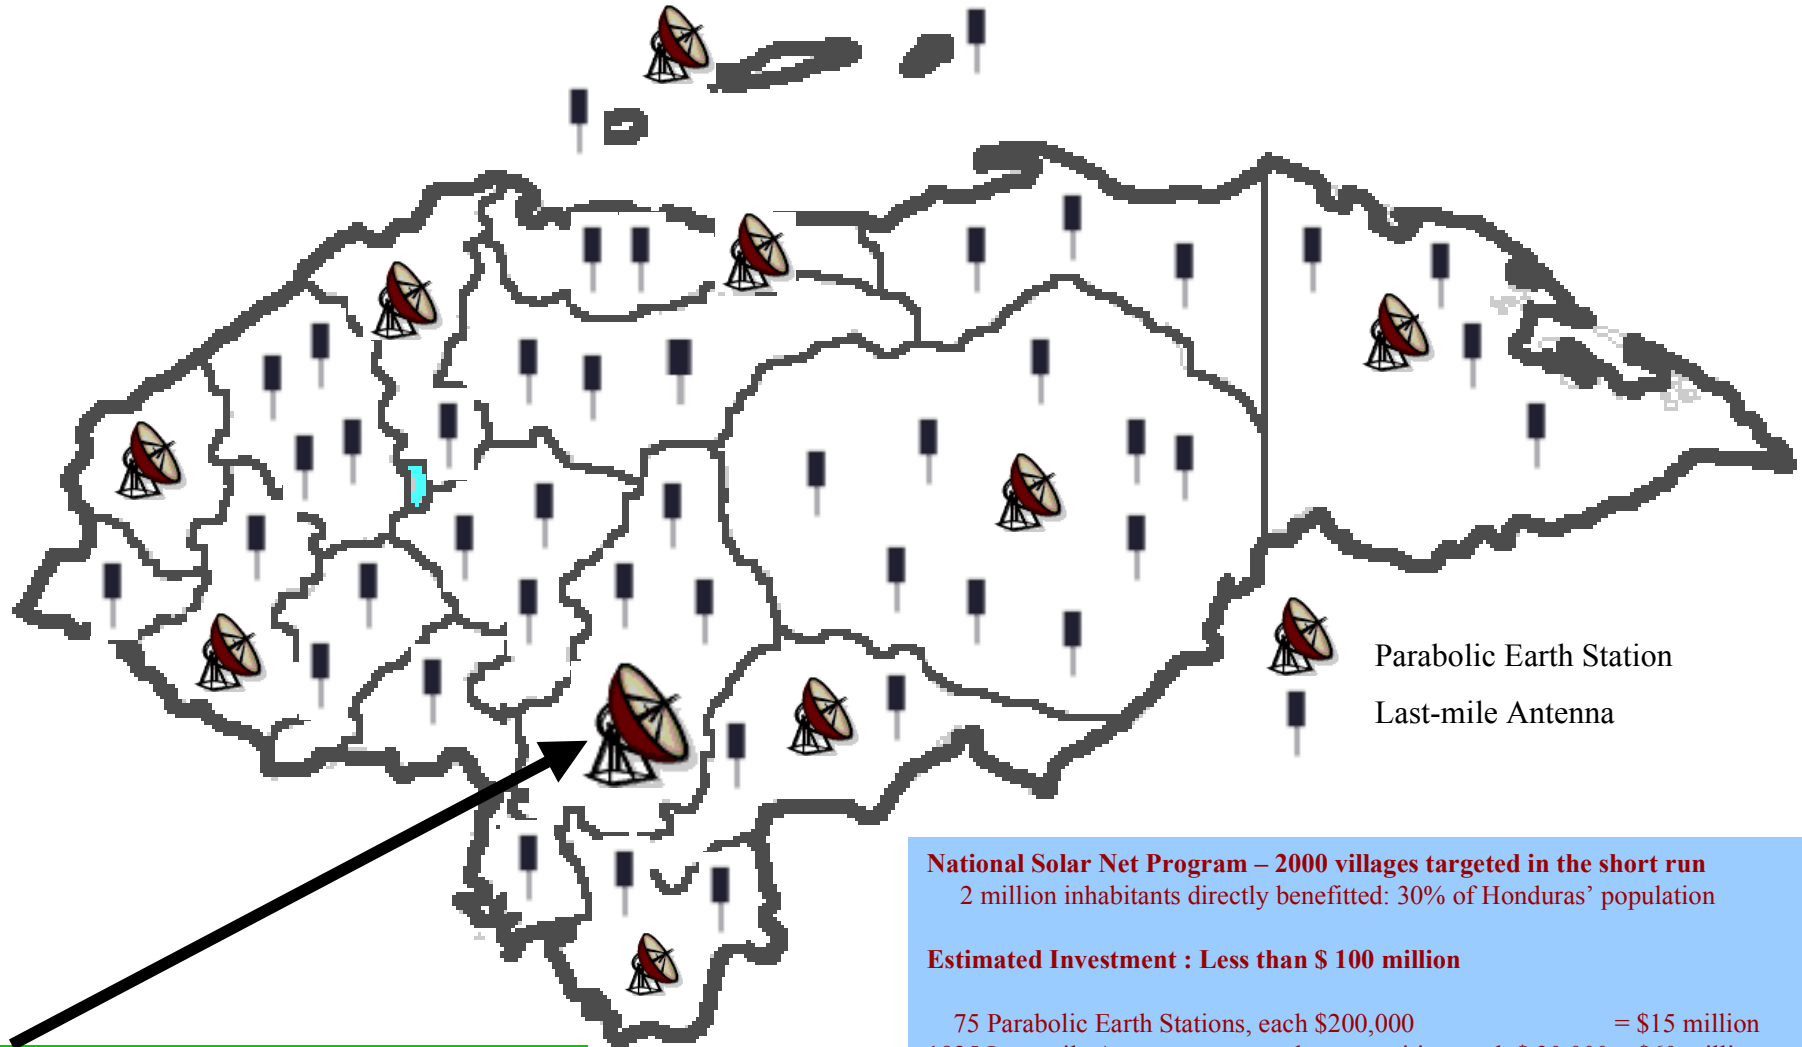 Parabolic Earth Station
Last-mile Antenna
National Solar Net Program – 2000 villages targeted in the short run
2 million inhabitants directly benefitted: 30% of Honduras’ population
Estimated Investment : Less than $ 100 million
75 Parabolic Earth Stations, each $200,000 = $15 million